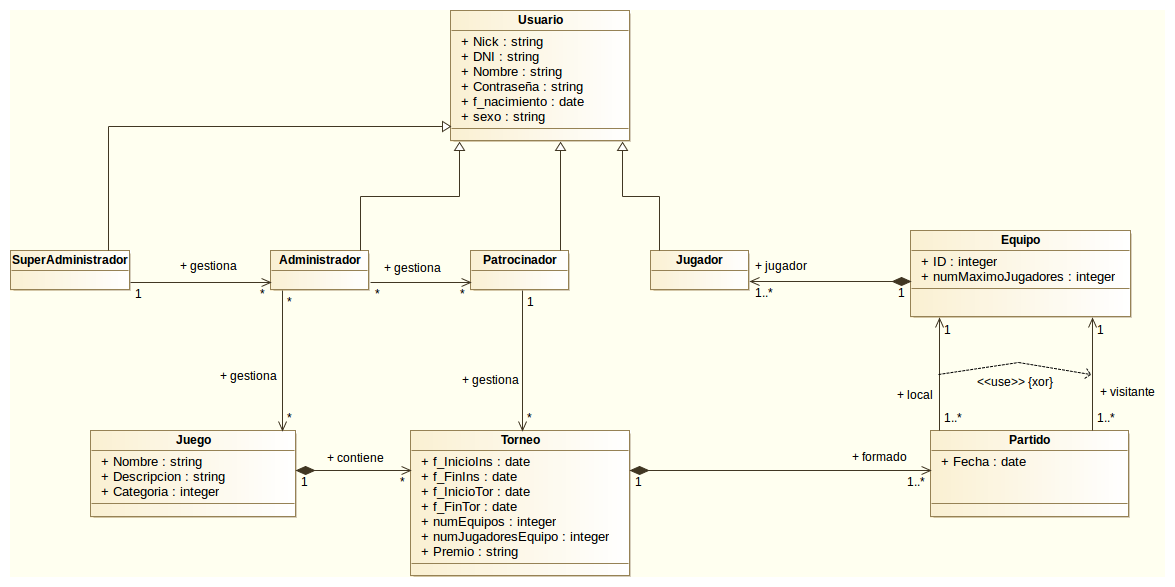 Usuario
+ Nick : string
+ DNI : string
+ Nombre : string
+ Contraseña : string
+ f_nacimiento : date
+ sexo : string
SuperAdministrador
+ gestiona
1
*
Administrador
+ gestiona
*
*
Patrocinador
Jugador
+ jugador
1..*
1
Equipo
+ ID : integer
+ numMaximoJugadores : integer
*
+ gestiona
*
1
+ gestiona
*
1
1
<<use>> {xor}
+ local
+ visitante
1..*
1..*
Juego
+ Nombre : string
+ Descripcion : string
+ Categoria : integer
+ contiene
1
*
Torneo
+ f_InicioIns : date
+ f_FinIns : date
+ f_InicioTor : date
+ f_FinTor : date
+ numEquipos : integer
+ numJugadoresEquipo : integer
+ Premio : string
+ formado
1
1..*
Partido
+ Fecha : date